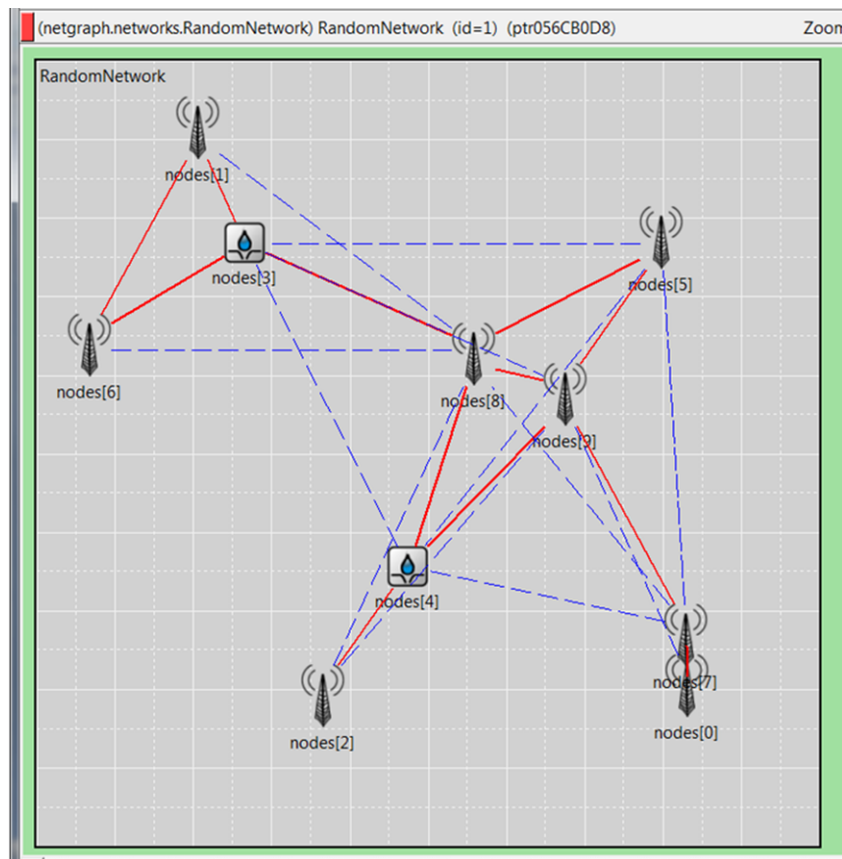 (netgraph.networks.RandomNetwork) RandomNetwork (id=1) (ptr056CB0D8)
Zoom
RandomNetwork
nodes[1]
nodes[3]
nodes[5]
nodes[6]
nodes[8]
nodes[9]
nodes[4]
nodes[7]
nodes[0]
nodes[2]